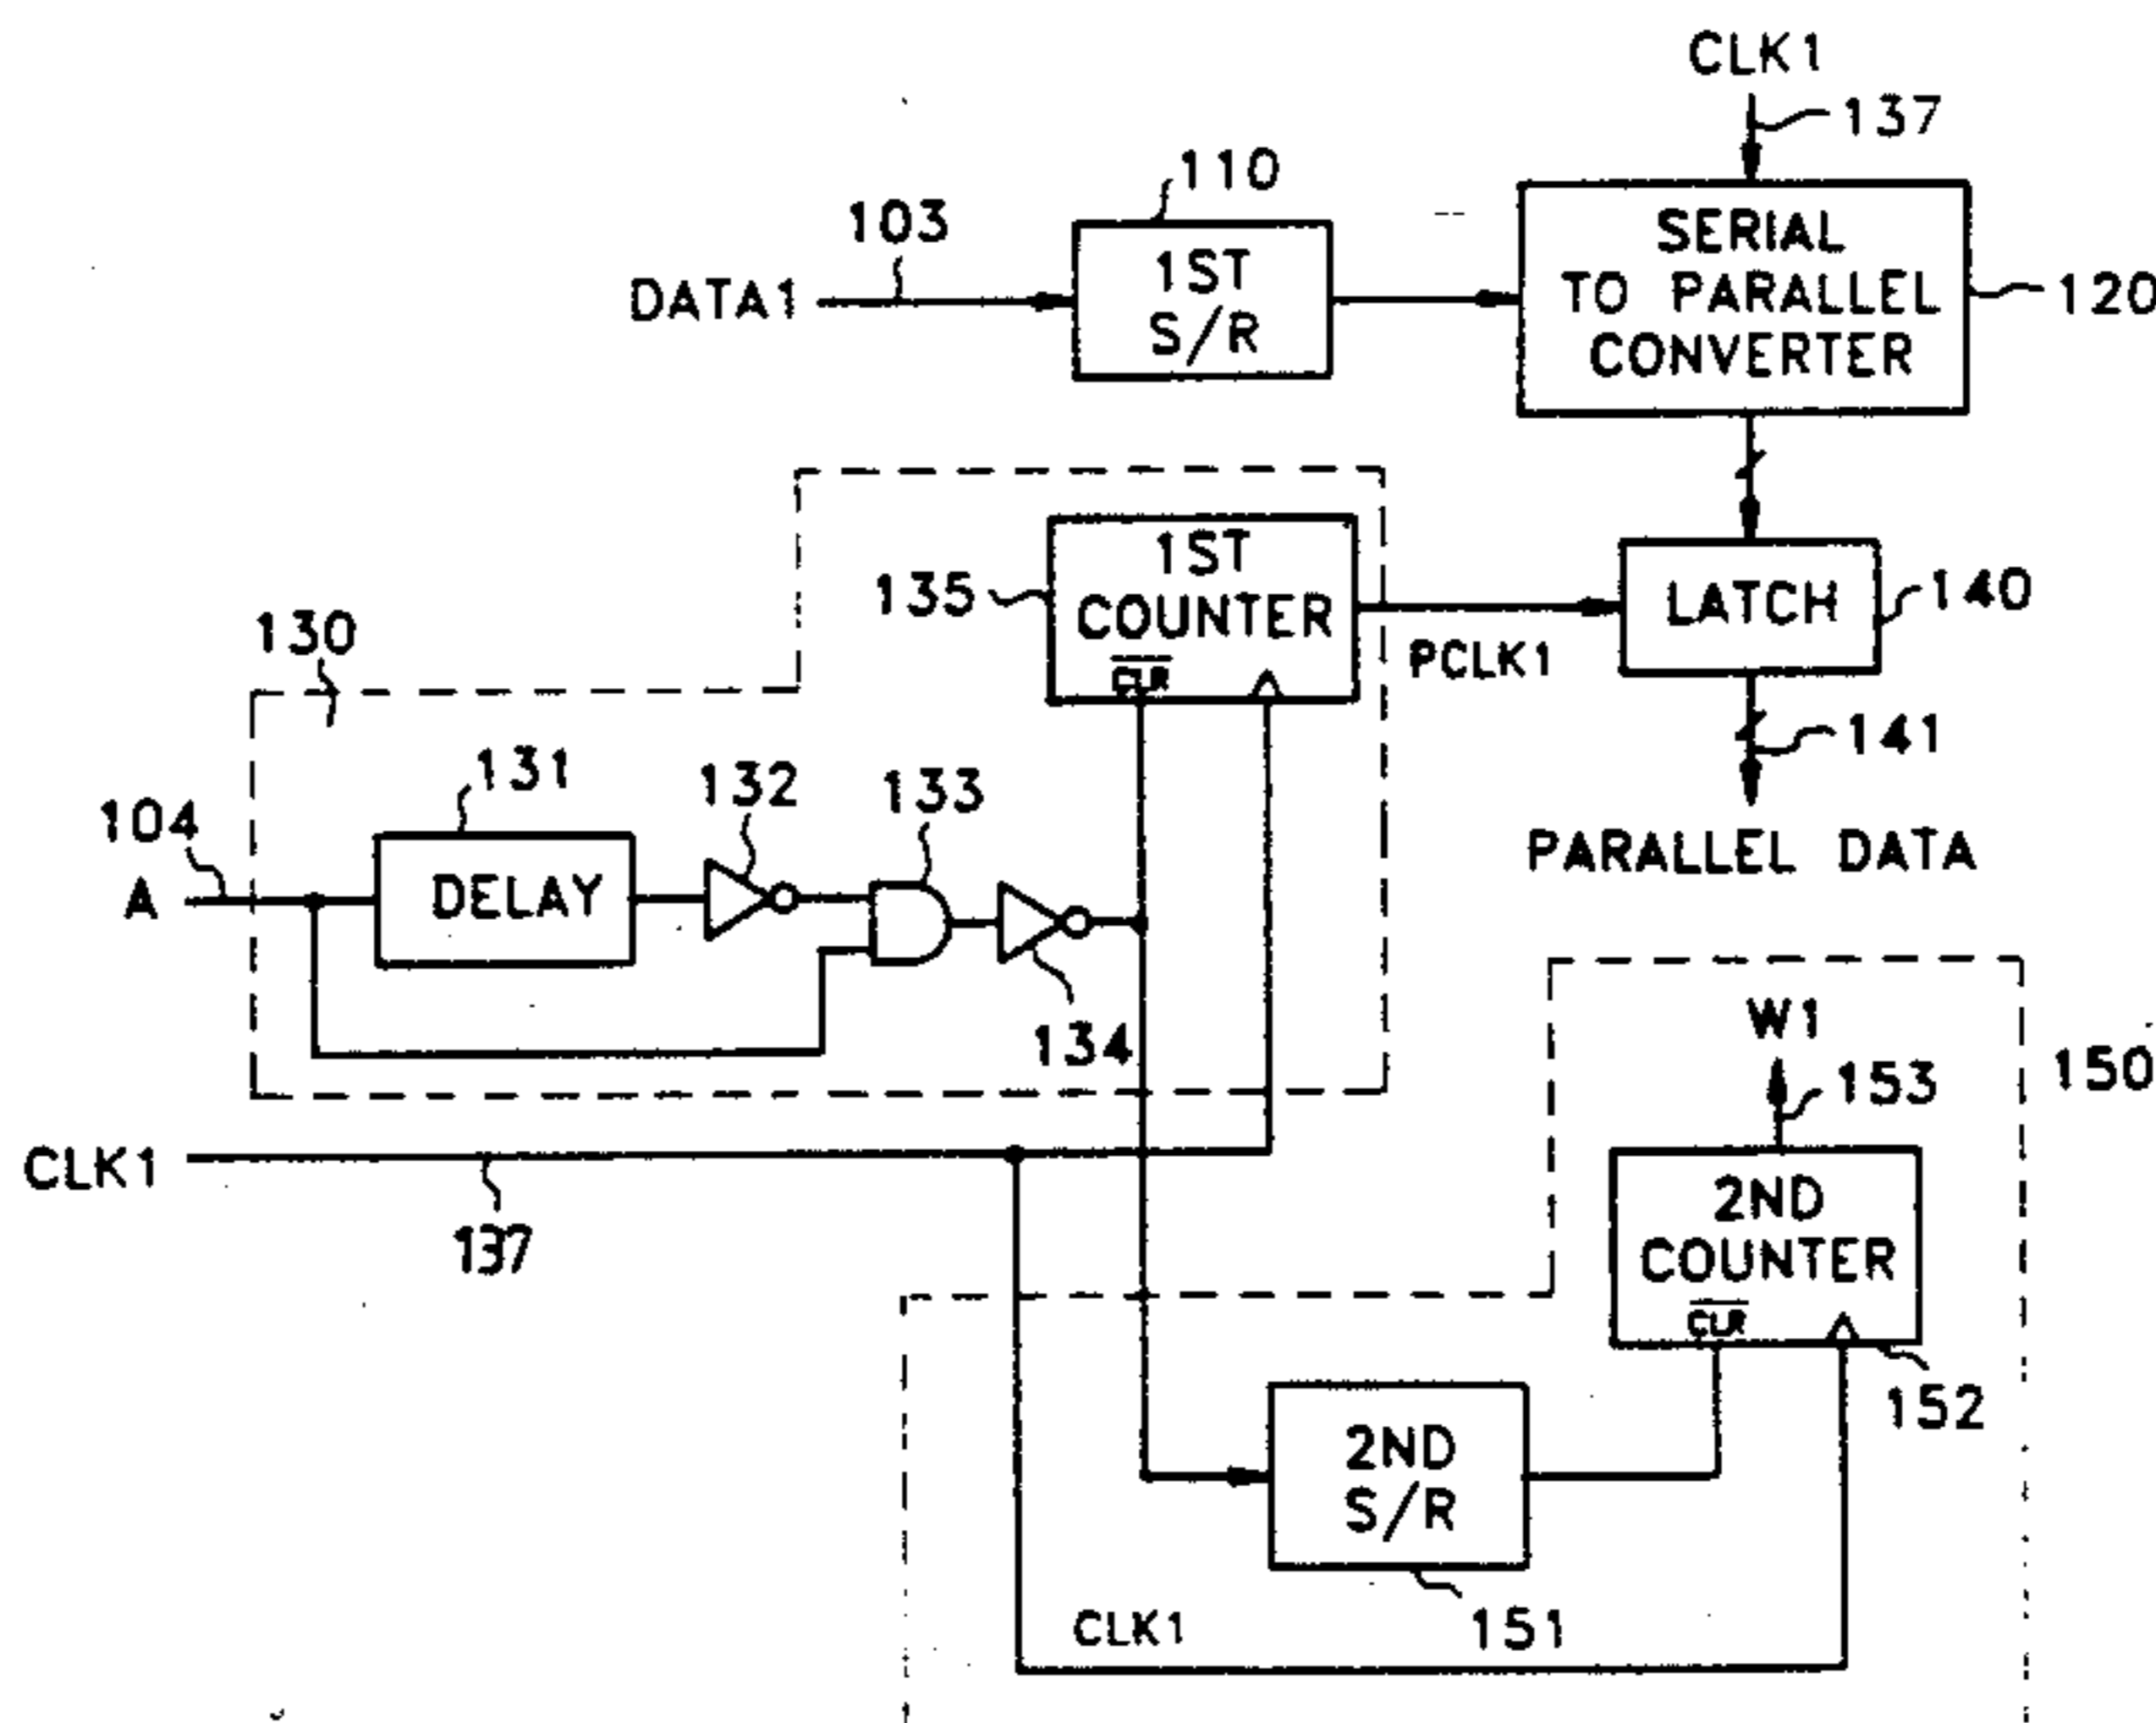 CLK1
137
110
103
DATA1
1ST
S/R
SERIAL
TO PARALLEL
CONVERTER
120
1ST
COUNTER
CLR
135
PCLK1
LATCH
140
141
PARALLEL DATA
130
104
A
131
DELAY
132
133
134
CLK1
137
150
W1
153
2ND
COUNTER
CLR
152
2ND
S/R
151
CLK1